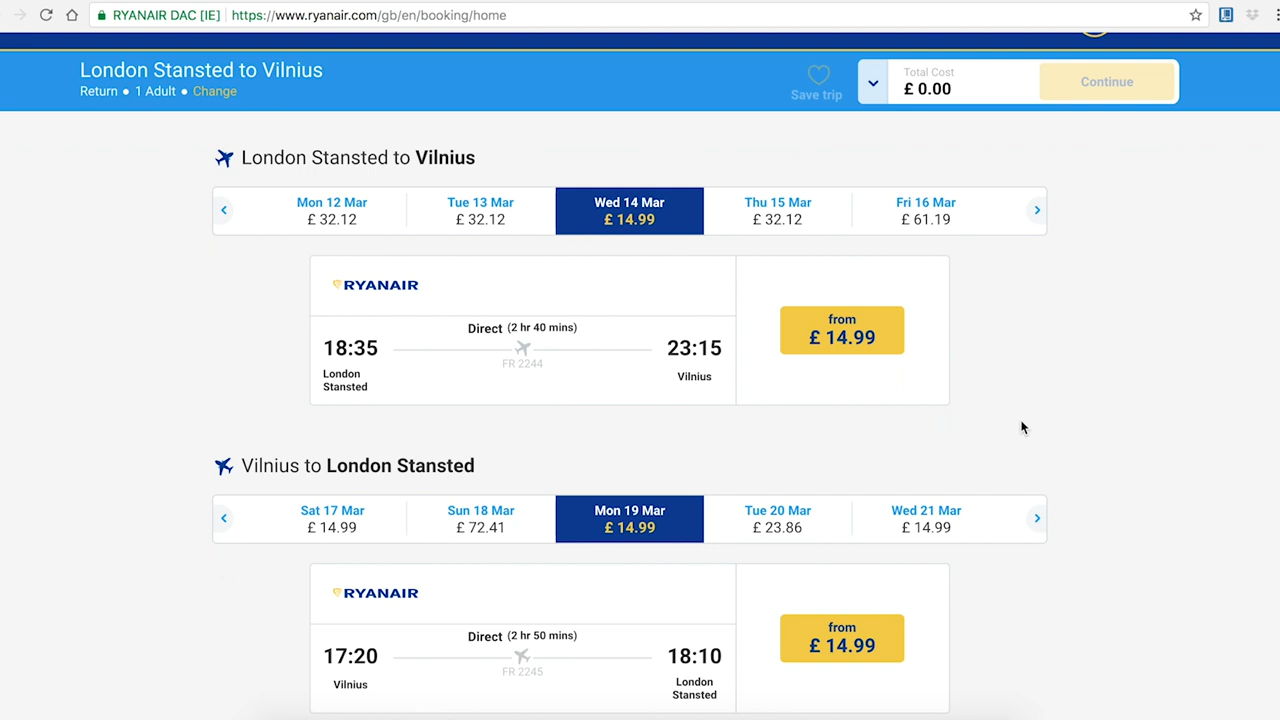 RYANAIR DAC [IE] https://www.ryanair.com/gb/en/booking/home
London Stansted to Vilnius
Return • 1 Adult • Change
Save trip
Total Cost
£ 0.00
Continue
London Stansted to Vilnius
Mon 12 Mar
£ 32.12
Tue 13 Mar
£ 32.12
Wed 14 Mar
£ 14.99
Thu 15 Mar
£ 32.12
Fri 16 Mar
£ 61.19
RYANAIR
Direct (2 hr 40 mins)
18:35
23:15
FR 2244
London
Stansted
Vilnius
from
£ 14.99
Vilnius to London Stansted
Sat 17 Mar
£ 14.99
Sun 18 Mar
£ 72.41
Mon 19 Mar
£ 14.99
Tue 20 Mar
£ 23.86
Wed 21 Mar
£ 14.99
RYANAIR
Direct (2 hr 50 mins)
17:20
18:10
FR 2245
Vilnius
London
Stansted
from
£ 14.99